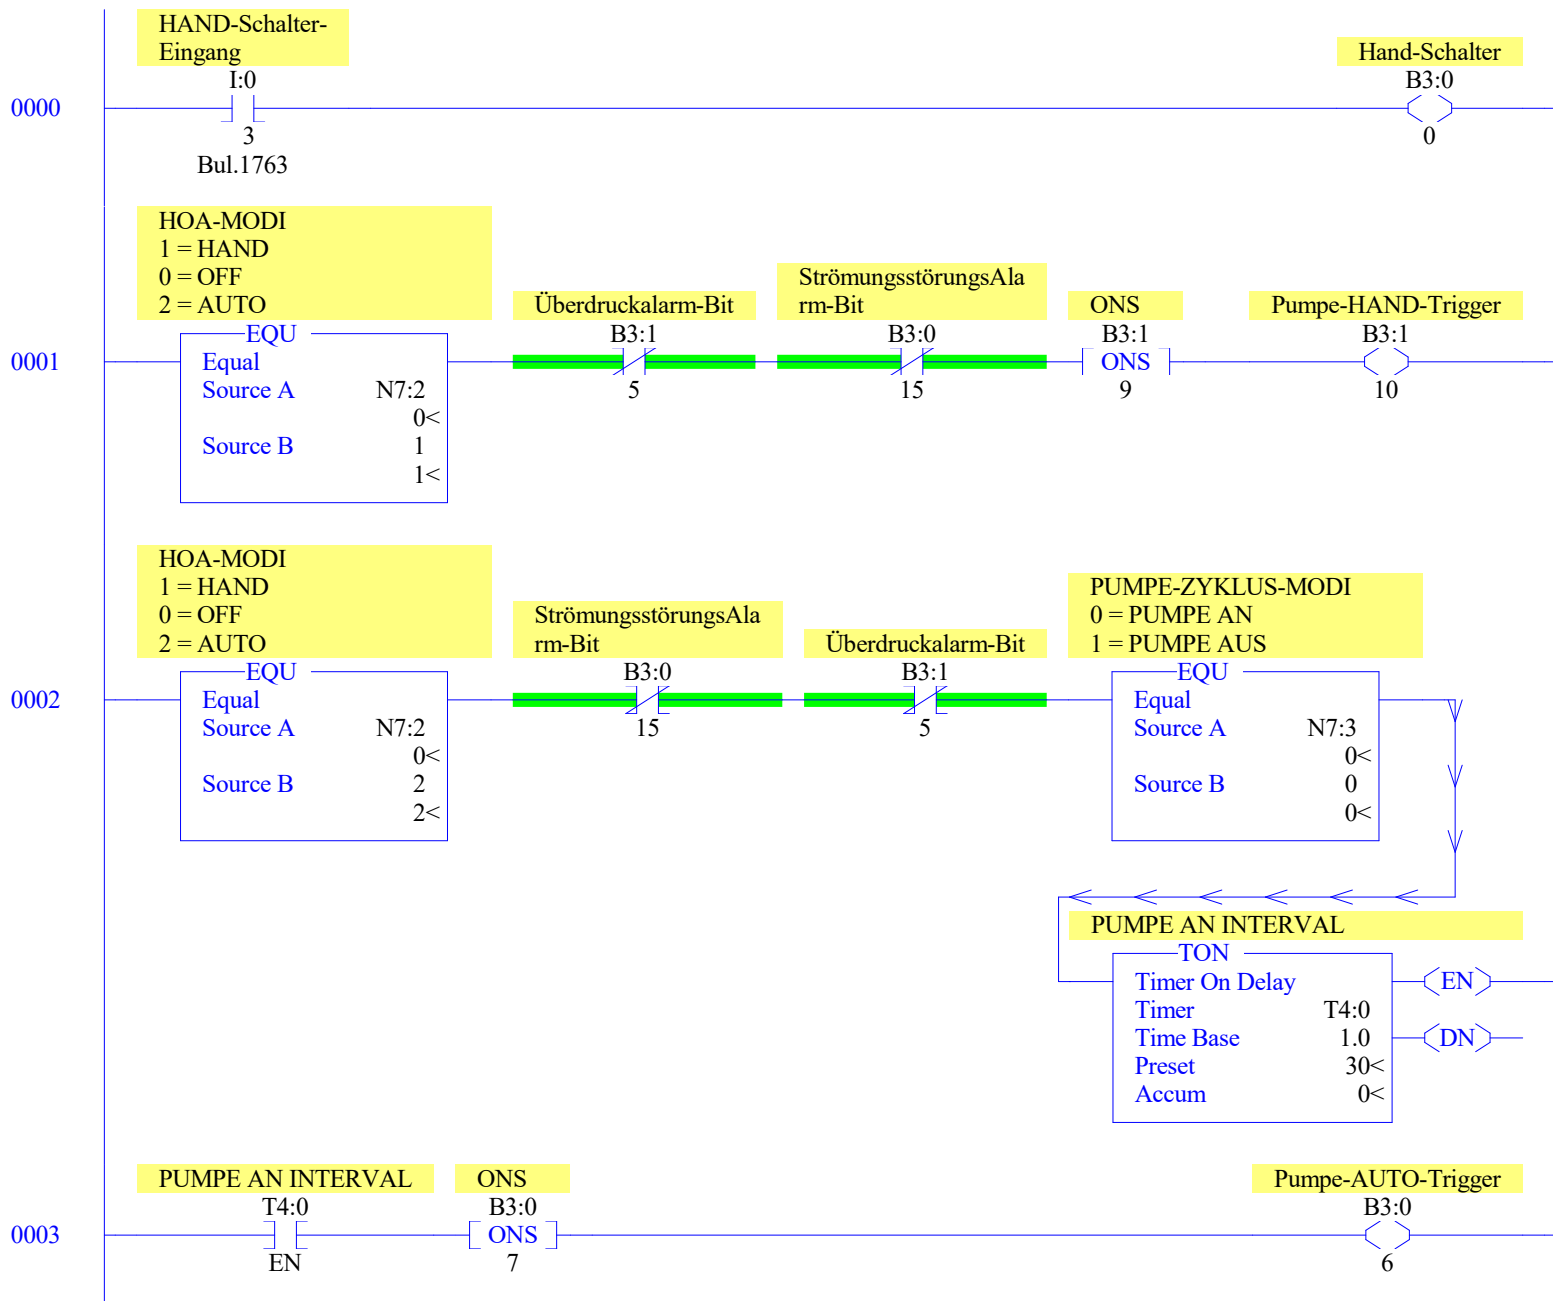 HAND-Schalter-
Eingang
I:0
3
Bul.1763
Hand-Schalter
B3:0
0
0000
HOA-MODI
1 = HAND
0 = OFF
2 = AUTO
EQU
Equal
Source A N7:2
0<
Source B 1
1<
Überdruckalarm-Bit
B3:1
5
StrömungsstörungsAla
rm-Bit
B3:0
15
ONS
B3:1
ONS
9
Pumpe-HAND-Trigger
B3:1
10
0001
HOA-MODI
1 = HAND
0 = OFF
2 = AUTO
EQU
Equal
Source A N7:2
0<
Source B 2
2<
StrömungsstörungsAla
rm-Bit
B3:0
15
Überdruckalarm-Bit
B3:1
5
PUMPE-ZYKLUS-MODI
0 = PUMPE AN
1 = PUMPE AUS
EQU
Equal
Source A N7:3
0<
Source B 0
0<
0002
PUMPE AN INTERVAL
TON
Timer On Delay
Timer T4:0
Time Base 1.0
Preset 30<
Accum 0<
EN
DN
PUMPE AN INTERVAL
T4:0
EN
ONS
B3:0
ONS
7
Pumpe-AUTO-Trigger
B3:0
6
0003